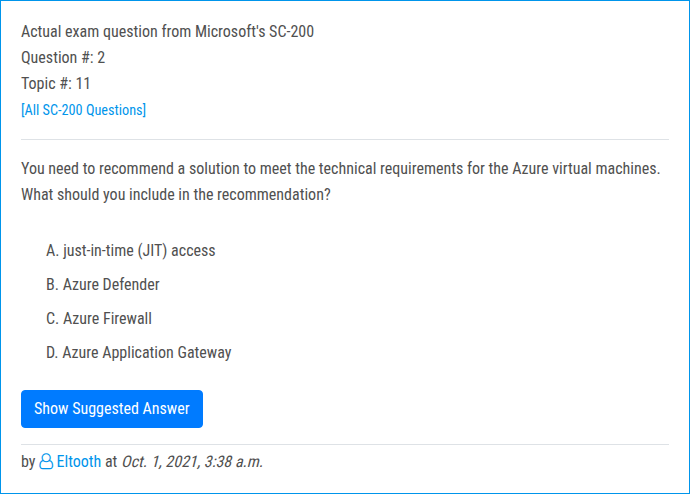 Actual exam question from Microsoft's SC-200
Question #: 2
Topic #: 11
[All SC-200 Questions]
You need to recommend a solution to meet the technical requirements for the Azure virtual machines.
What should you include in the recommendation?
A. just-in-time (JIT) access
B. Azure Defender
C. Azure Firewall
D. Azure Application Gateway
Show Suggested Answer
by Eltooth at Oct. 1, 2021, 3:38 a.m.